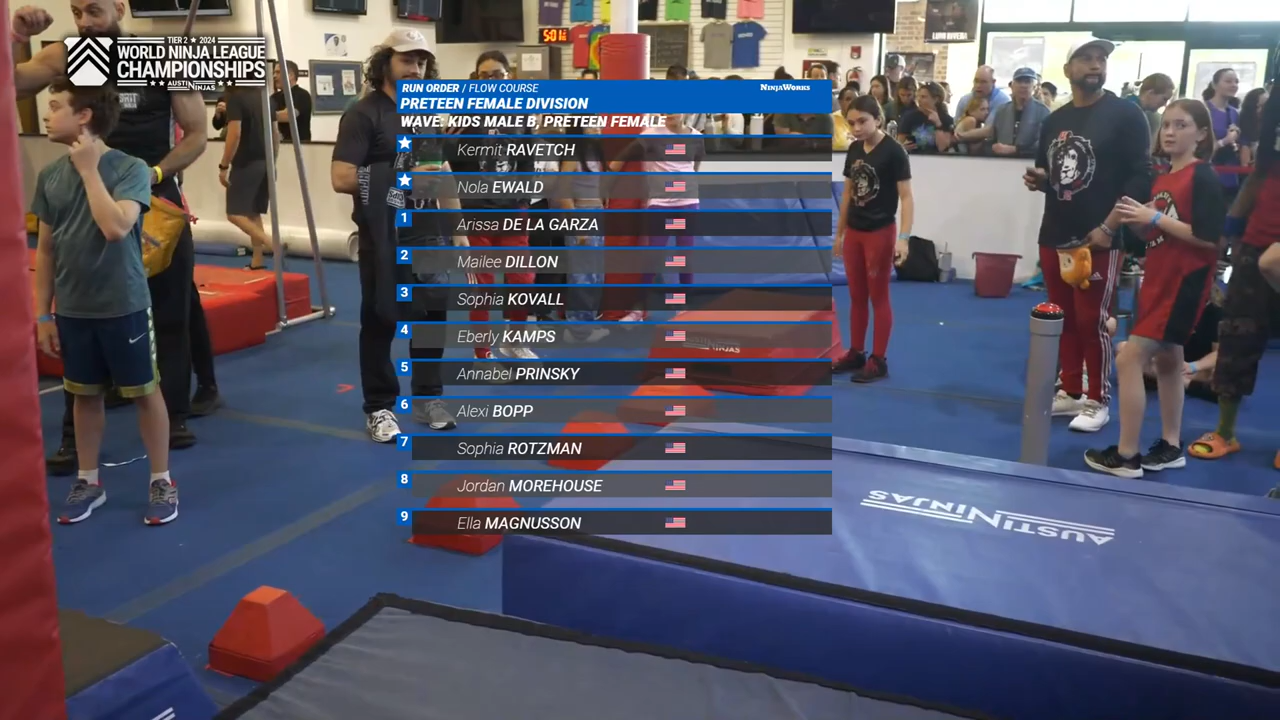 TIER 2 ★ 2024
WORLD NINJA LEAGUE
CHAMPIONSHIPS
AUSTIN NINJAS
5:01
RUN ORDER / FLOW COURSE
NINJAWORKS
PRETEEN FEMALE DIVISION
WAVE: KIDS MALE B, PRETEEN FEMALE
★ Kermit RAVETCH
★ Nola EWALD
1 Arissa DE LA GARZA
2 Mailee DILLON
3 Sophia KOVALL
4 Eberly KAMPS
5 Annabel PRINSKY
6 Alexi BOPP
7 Sophia ROTZMAN
8 Jordan MOREHOUSE
9 Ella MAGNUSSON
AUSTIN NINJAS